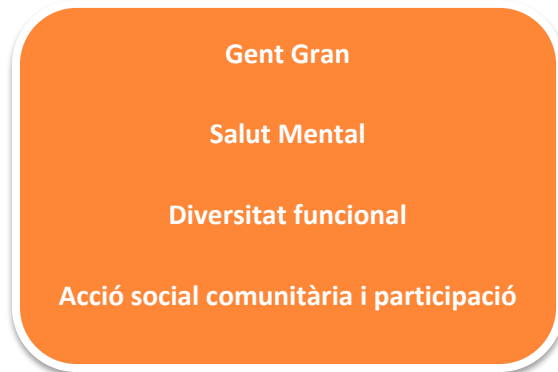 Gent Gran
Salut Mental
Diversitat funcional
Acció social comunitària i participació